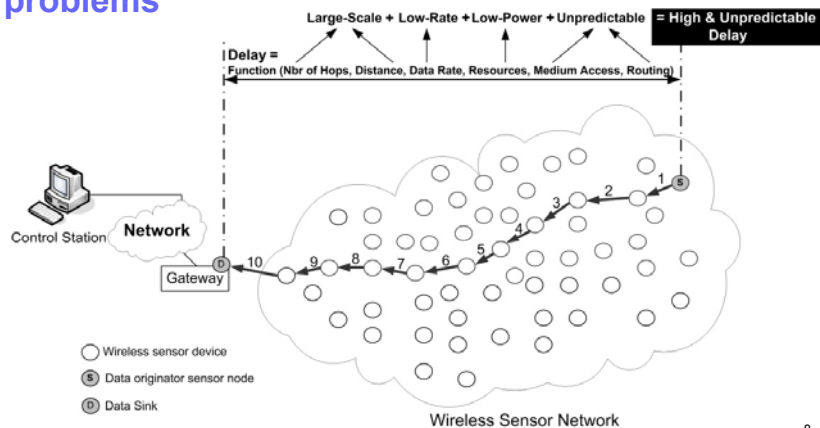 problems
Large-Scale + Low-Rate +Low-Power +Unpredictable
= High & Unpredictable
Delay
Delay =
Function (Nbr of Hops, Distance, Data Rate, Resources, Medium Access, Routing)
1
S
2
3
4
5
6
7
8
9
10
D
Control Station
Network
Gateway
Wireless sensor device
S Data originator sensor node
D Data Sink
Wireless Sensor Network